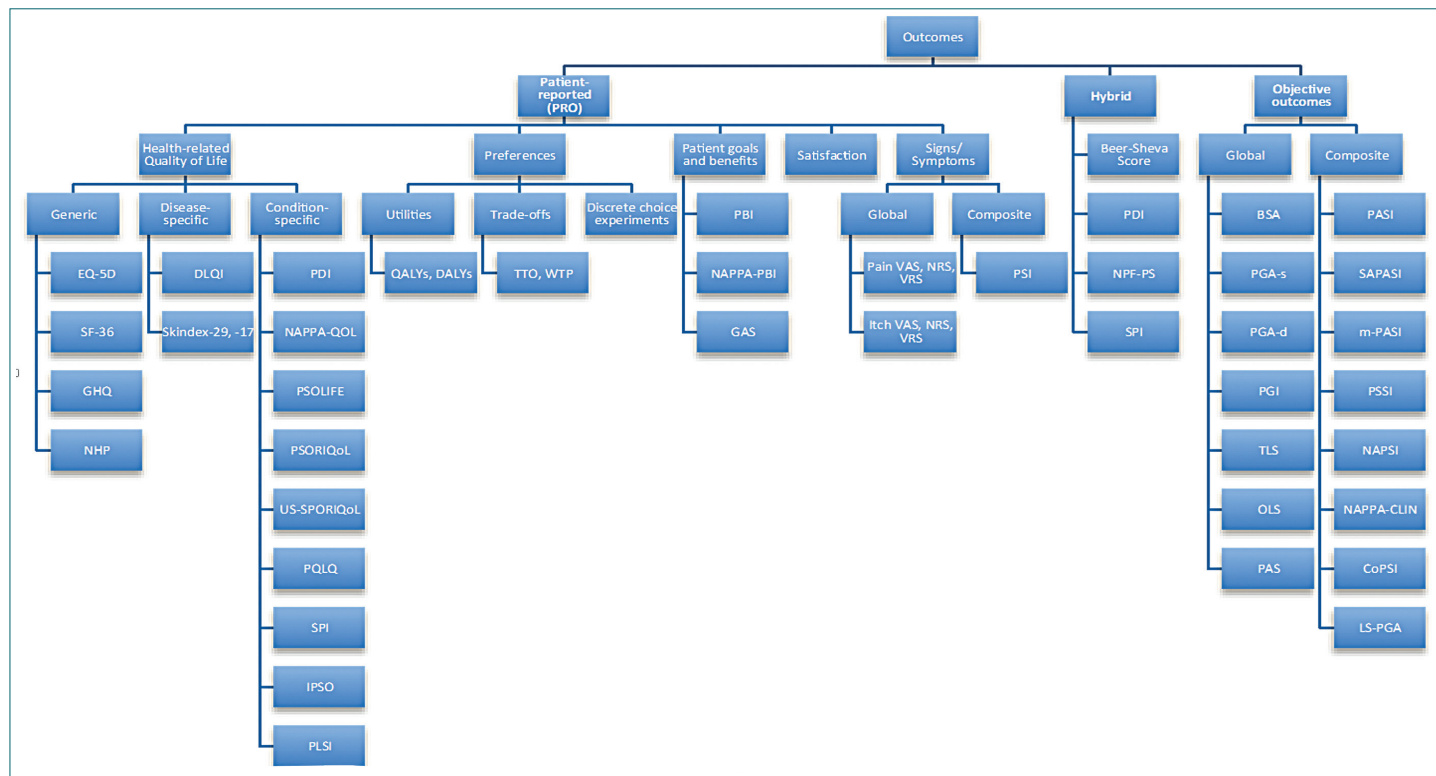 Outcomes
Patient-
reported
(PRO)
Hybrid
Objective
outcomes
Health-related
Quality of Life
Preferences
Patient goals
and benefits
Satisfaction
Signs/
Symptoms
Beer-Sheva
Score
Global
Composite
Generic
Disease-
specific
Condition-
specific
Utilities
Trade-offs
Discrete choice
experiments
PBI
Global
Composite
PDI
BSA
PASI
EQ-5D
DLQI
PDI
QALYs, DALYs
TTO, WTP
NAPPA-PBI
Pain VAS, NRS,
VRS
PSI
NPF-PS
PGA-s
SAPASI
SF-36
Skindex-29, -17
NAPPA-QOL
GAS
Itch VAS, NRS,
VRS
SPI
PGA-d
m-PASI
GHQ
PSOLIFE
PGI
PSSI
NHP
PSORIQoL
TLS
NAPSI
US-SPORIQoL
OLS
NAPPA-CLIN
PQLQ
PAS
CoPSI
SPI
LS-PGA
IPSO
PLSI